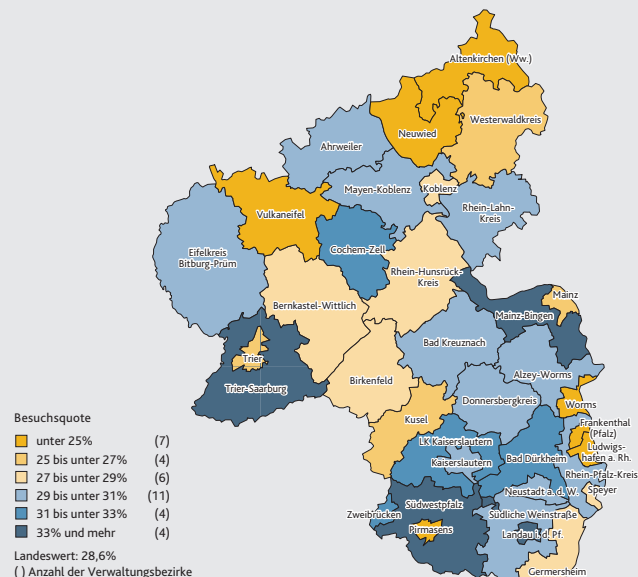 Altenkirchen (Ww.)
Westerwaldkreis
Neuwied
Ahrweiler
Mayen-Koblenz
Koblenz
Rhein-Lahn-
Kreis
Vulkaneifel
Cochem-Zell
Eifelkreis
Bitburg-Prüm
Rhein-Hunsrück-
Kreis
Bernkastel-Wittlich
Mainz
Mainz-Bingen
Bad Kreuznach
Trier
Alzey-Worms
Birkenfeld
Trier-Saarburg
Donnersbergkreis
Worms
Kusel
Frankenthal
(Pfalz)
LK Kaiserslautern
Ludwigs-
hafen a. Rh.
Kaiserslautern
Bad Dürkheim
Rhein-Pfalz-Kreis
Neustadt a. d. W.
Speyer
Südwestpfalz
Zweibrücken
Südliche Weinstraße
Pirmasens
Landau i. d. Pf.
Germersheim
Besuchsquote
unter 25% (7)
25 bis unter 27% (4)
27 bis unter 29% (6)
29 bis unter 31% (11)
31 bis unter 33% (4)
33% und mehr (4)
Landeswert: 28,6%
( ) Anzahl der Verwaltungsbezirke